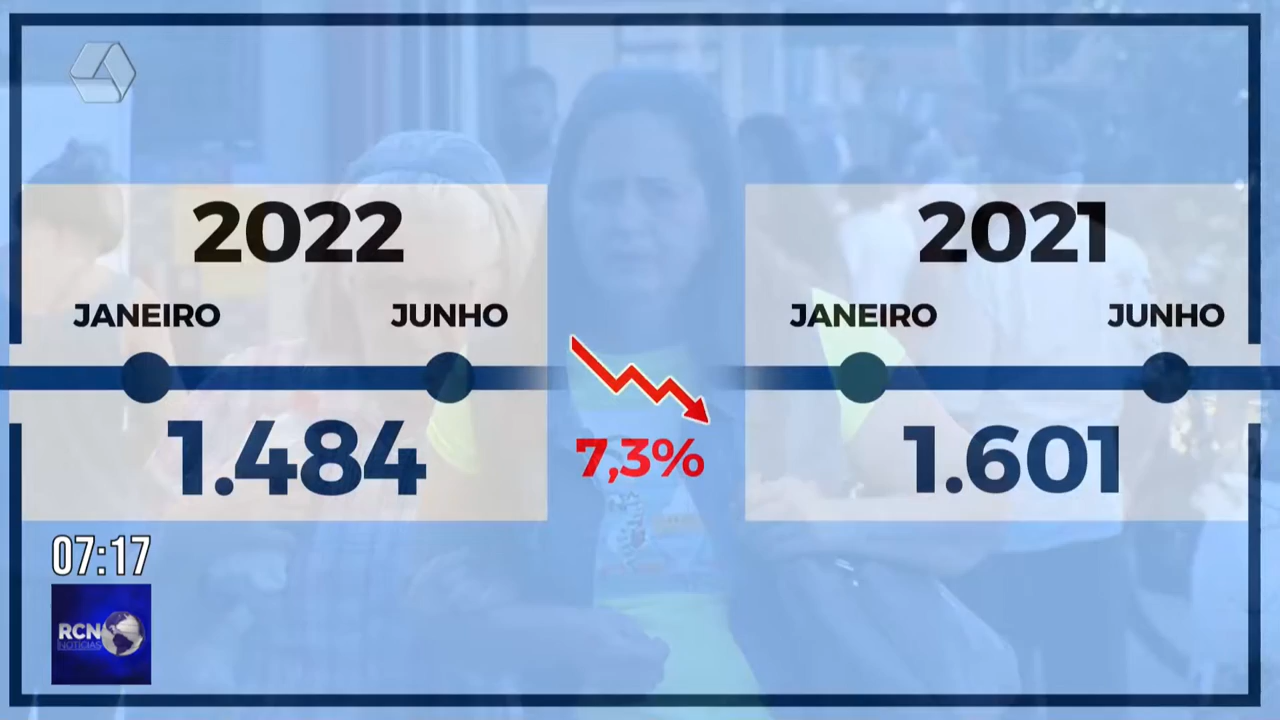 2022
JANEIRO JUNHO
1.484
7,3%
2021
JANEIRO JUNHO
1.601
07:17
RCN
NOTÍCIAS